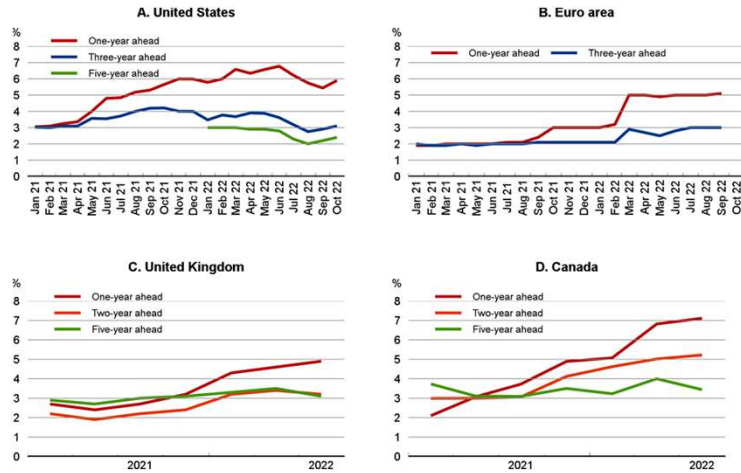 A. United States
%
8
7
6
5
4
3
2
1
0
One-year ahead
Three-year ahead
Five-year ahead
Jan 21
Feb 21
Mar 21
Apr 21
May 21
Jun 21
Jul 21
Aug 21
Sep 21
Oct 21
Nov 21
Dec 21
Jan 22
Feb 22
Mar 22
Apr 22
May 22
Jun 22
Jul 22
Aug 22
Sep 22
Oct 22
B. Euro area
%
8
7
6
5
4
3
2
1
0
One-year ahead
Three-year ahead
Jan 21
Feb 21
Mar 21
Apr 21
May 21
Jun 21
Jul 21
Aug 21
Sep 21
Oct 21
Nov 21
Dec 21
Jan 22
Feb 22
Mar 22
Apr 22
May 22
Jun 22
Jul 22
Aug 22
Sep 22
Oct 22
C. United Kingdom
%
8
7
6
5
4
3
2
1
0
One-year ahead
Two-year ahead
Five-year ahead
2021
2022
D. Canada
%
8
7
6
5
4
3
2
1
0
One-year ahead
Two-year ahead
Five-year ahead
2021
2022